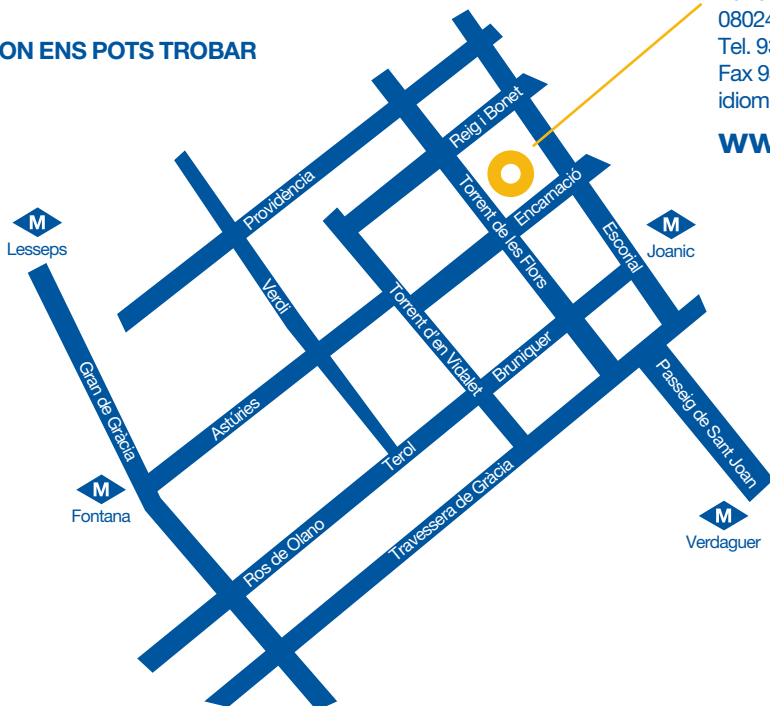 ON ENS POTS TROBAR
08024
Tel. 93
Fax 9
idiom
ww
Reig i Bonet
Providència
Encarnació
Torrent de les Flors
Escorial
M
Lesseps
M
Joanic
Verdi
Torrent d'en Vidalet
Bruniquer
Gran de Gràcia
Astúries
Passeig de Sant Joan
Terol
Travessera de Gràcia
M
Fontana
M
Verdaguer
Ros de Olano